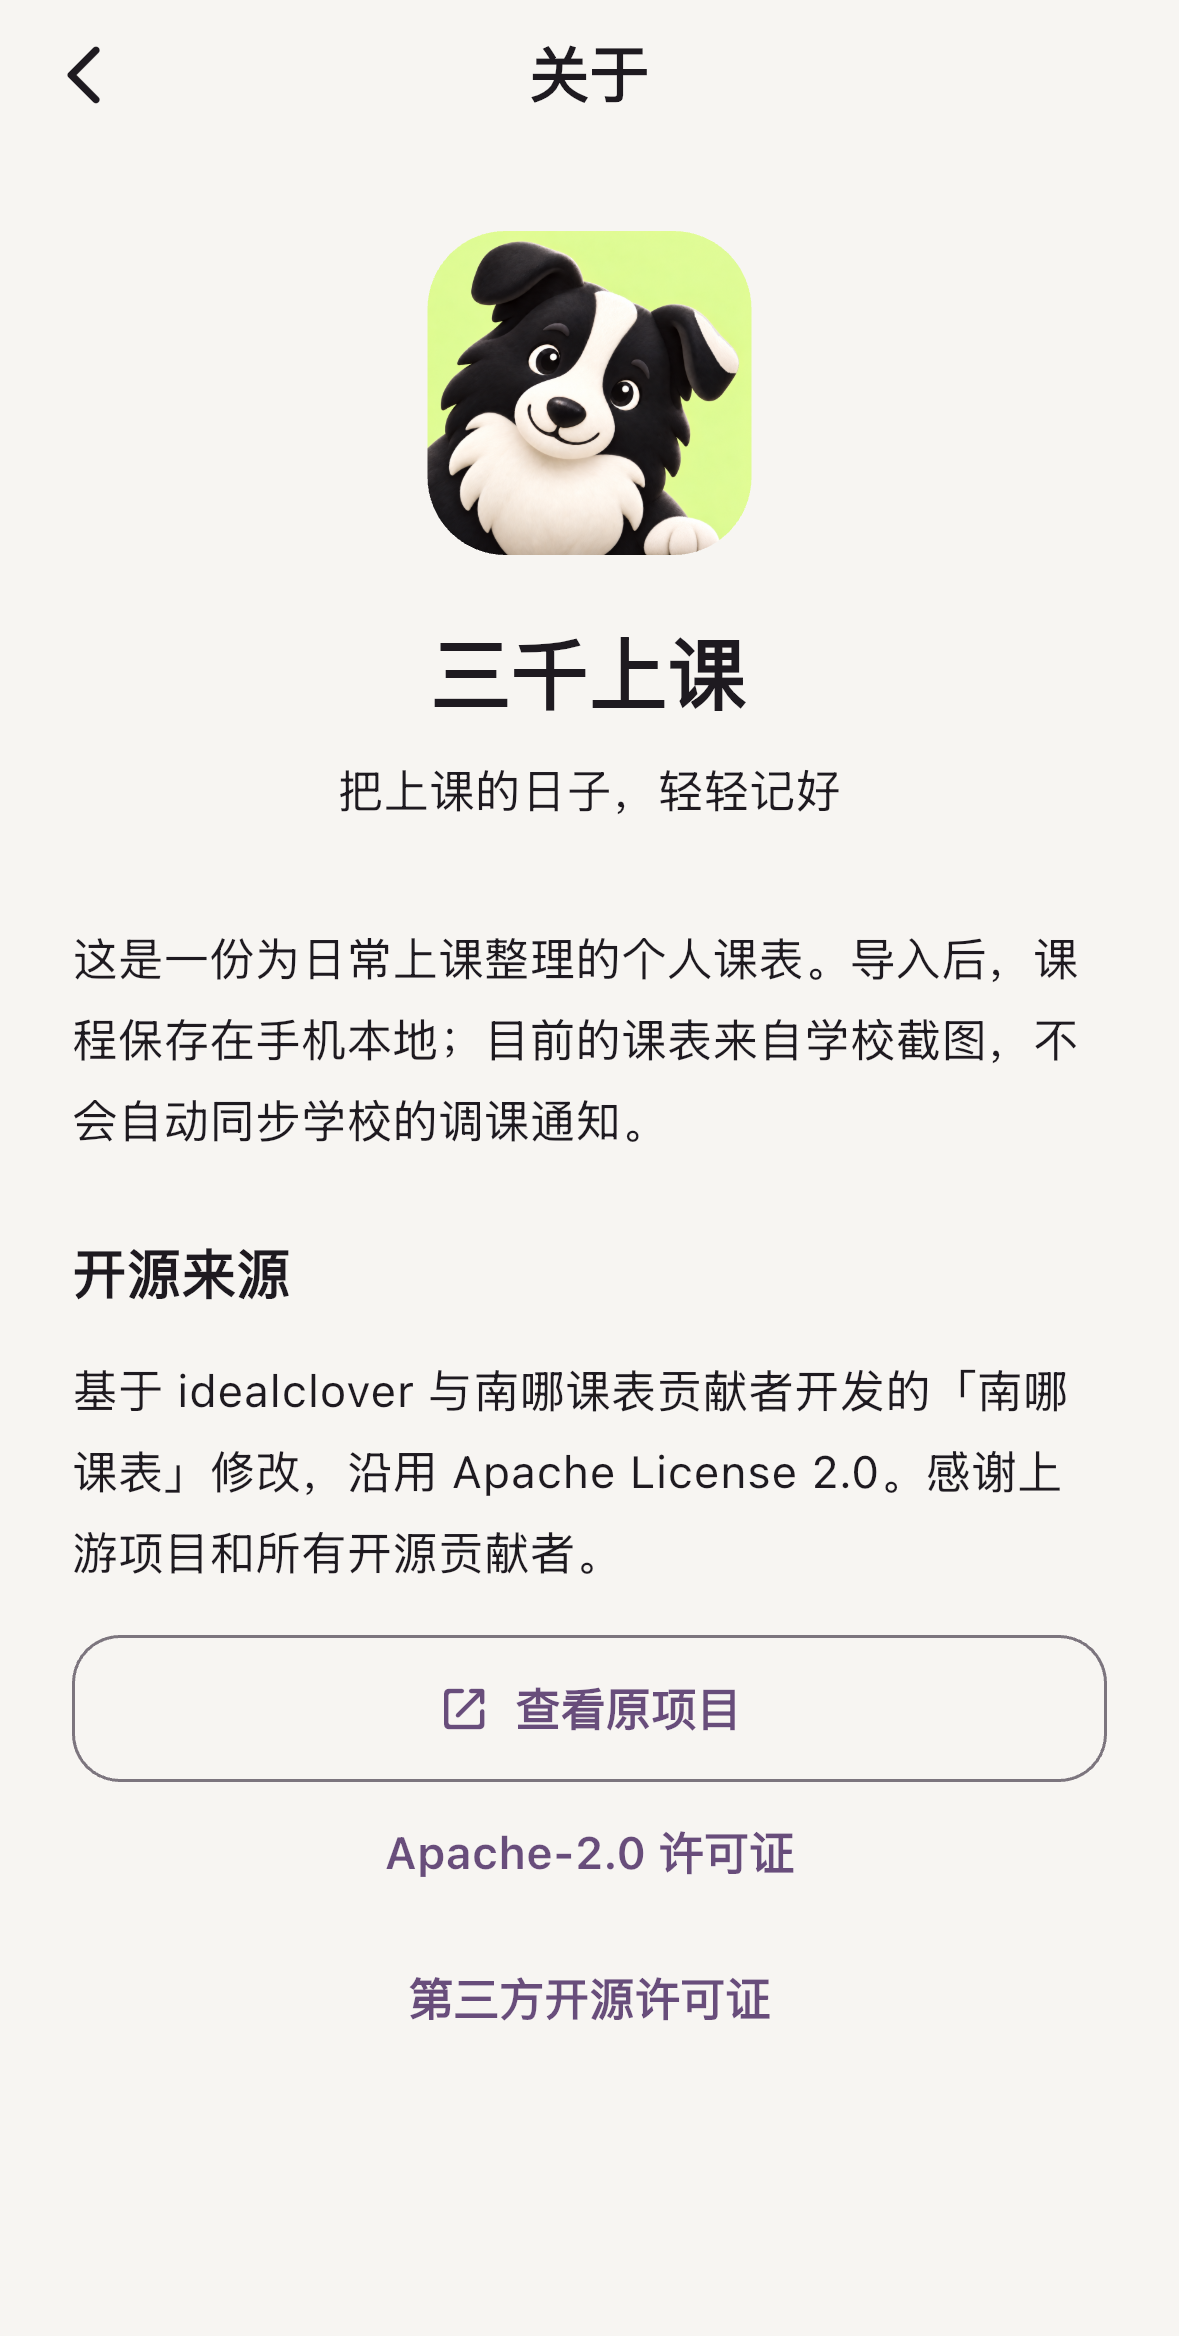 关于
三千上课
把上课的日子，轻轻记好
这是一份为日常上课整理的个人课表。导入后，课
程保存在手机本地；目前的课表来自学校截图，不
会自动同步学校的调课通知。
开源来源
基于 idealclover 与南哪课表贡献者开发的「南哪
课表」修改，沿用 Apache License 2.0。感谢上
游项目和所有开源贡献者。
查看原项目
Apache-2.0 许可证
第三方开源许可证